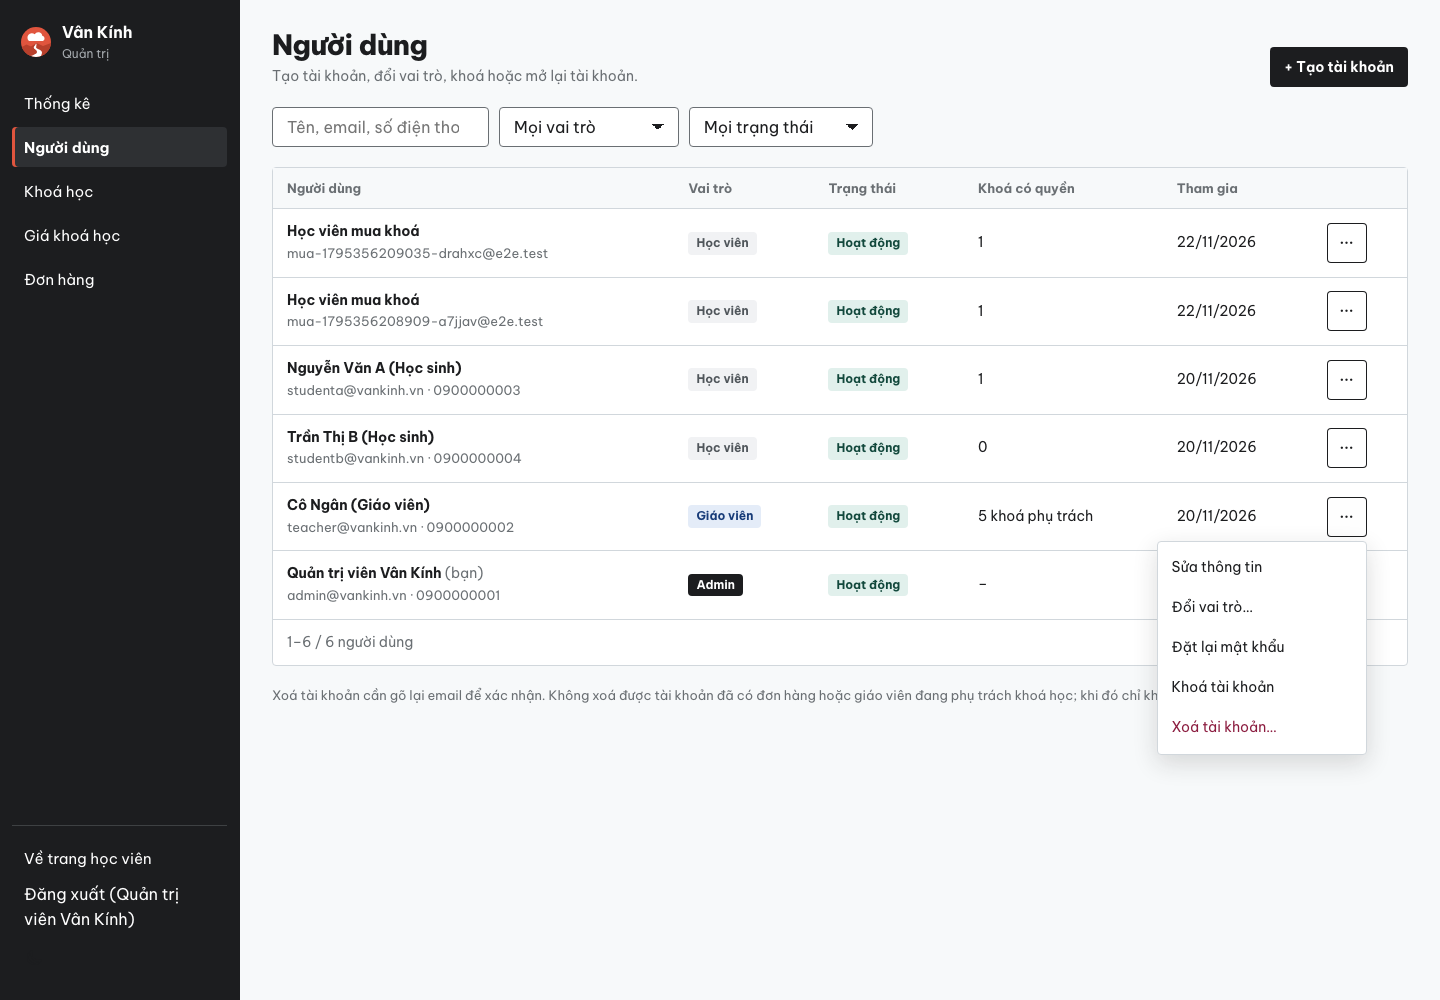 Vân Kính
Quản trị
Thống kê
Người dùng
Khoá học
Giá khoá học
Đơn hàng
Về trang học viên
Đăng xuất (Quản trị
viên Vân Kính)
Người dùng
Tạo tài khoản, đổi vai trò, khoá hoặc mở lại tài khoản.
+ Tạo tài khoản
Tên, email, số điện tho
Mọi vai trò
Mọi trạng thái
Người dùng Vai trò Trạng thái Khoá có quyền Tham gia
Học viên mua khoá
mua-1795356209035-drahxc@e2e.test
Học viên Hoạt động 1 22/11/2026 ...
Học viên mua khoá
mua-1795356208909-a7jjav@e2e.test
Học viên Hoạt động 1 22/11/2026 ...
Nguyễn Văn A (Học sinh)
studenta@vankinh.vn · 0900000003
Học viên Hoạt động 1 20/11/2026 ...
Trần Thị B (Học sinh)
studentb@vankinh.vn · 0900000004
Học viên Hoạt động 0 20/11/2026 ...
Cô Ngân (Giáo viên)
teacher@vankinh.vn · 0900000002
Giáo viên Hoạt động 5 khoá phụ trách 20/11/2026 ...
Quản trị viên Vân Kính (bạn)
admin@vankinh.vn · 0900000001
Admin Hoạt động –
Sửa thông tin
Đổi vai trò...
Đặt lại mật khẩu
Khoá tài khoản
Xoá tài khoản...
1–6 / 6 người dùng
Xoá tài khoản cần gõ lại email để xác nhận. Không xoá được tài khoản đã có đơn hàng hoặc giáo viên đang phụ trách khoá học; khi đó chỉ